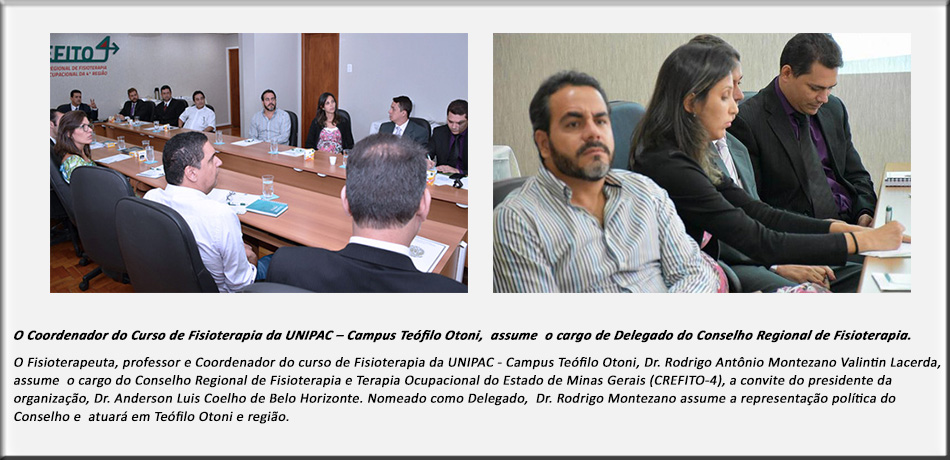 EFITO4
REGIONAL DE FISIOTERAPIA
OCUPACIONAL DA 4ª REGIÃO
O Coordenador do Curso de Fisioterapia da UNIPAC – Campus Teófilo Otoni,  assume  o cargo de Delegado do Conselho Regional de Fisioterapia.
O Fisioterapeuta, professor e Coordenador do curso de Fisioterapia da UNIPAC - Campus Teófilo Otoni, Dr. Rodrigo Antônio Montezano Valintin Lacerda,
assume  o cargo do Conselho Regional de Fisioterapia e Terapia Ocupacional do Estado de Minas Gerais (CREFITO-4), a convite do presidente da
organização, Dr. Anderson Luis Coelho de Belo Horizonte. Nomeado como Delegado,  Dr. Rodrigo Montezano assume a representação política do
Conselho e  atuará em Teófilo Otoni e região.